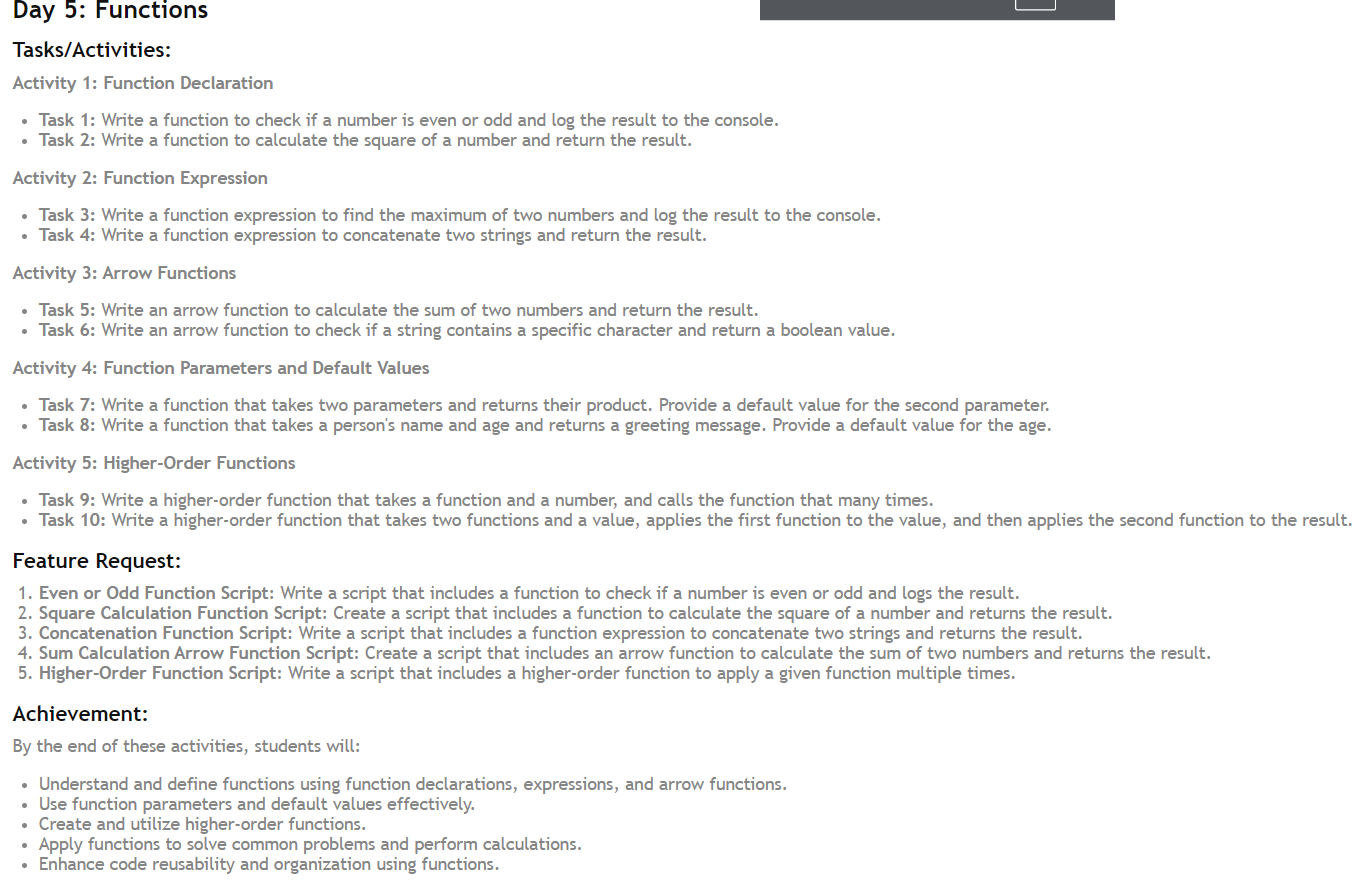 Day 5: Functions
Tasks/Activities:
Activity 1: Function Declaration
• Task 1: Write a function to check if a number is even or odd and log the result to the console.
• Task 2: Write a function to calculate the square of a number and return the result.
Activity 2: Function Expression
• Task 3: Write a function expression to find the maximum of two numbers and log the result to the console.
• Task 4: Write a function expression to concatenate two strings and return the result.
Activity 3: Arrow Functions
• Task 5: Write an arrow function to calculate the sum of two numbers and return the result.
• Task 6: Write an arrow function to check if a string contains a specific character and return a boolean value.
Activity 4: Function Parameters and Default Values
• Task 7: Write a function that takes two parameters and returns their product. Provide a default value for the second parameter.
• Task 8: Write a function that takes a person's name and age and returns a greeting message. Provide a default value for the age.
Activity 5: Higher-Order Functions
• Task 9: Write a higher-order function that takes a function and a number, and calls the function that many times.
• Task 10: Write a higher-order function that takes two functions and a value, applies the first function to the value, and then applies the second function to the result.
Feature Request:
1. Even or Odd Function Script: Write a script that includes a function to check if a number is even or odd and logs the result.
2. Square Calculation Function Script: Create a script that includes a function to calculate the square of a number and returns the result.
3. Concatenation Function Script: Write a script that includes a function expression to concatenate two strings and returns the result.
4. Sum Calculation Arrow Function Script: Create a script that includes an arrow function to calculate the sum of two numbers and returns the result.
5. Higher-Order Function Script: Write a script that includes a higher-order function to apply a given function multiple times.
Achievement:
By the end of these activities, students will:
• Understand and define functions using function declarations, expressions, and arrow functions.
• Use function parameters and default values effectively.
• Create and utilize higher-order functions.
• Apply functions to solve common problems and perform calculations.
• Enhance code reusability and organization using functions.